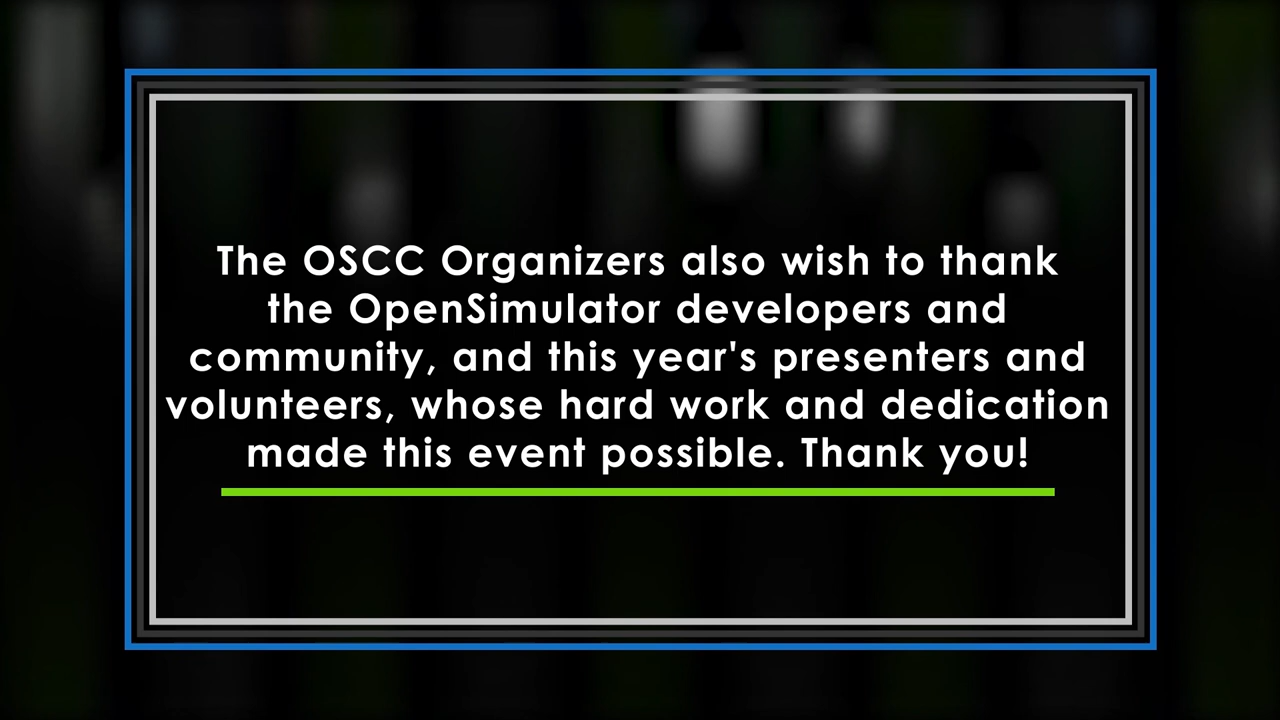 The OSCC Organizers also wish to thank
the OpenSimulator developers and
community, and this year's presenters and
volunteers, whose hard work and dedication
made this event possible. Thank you!